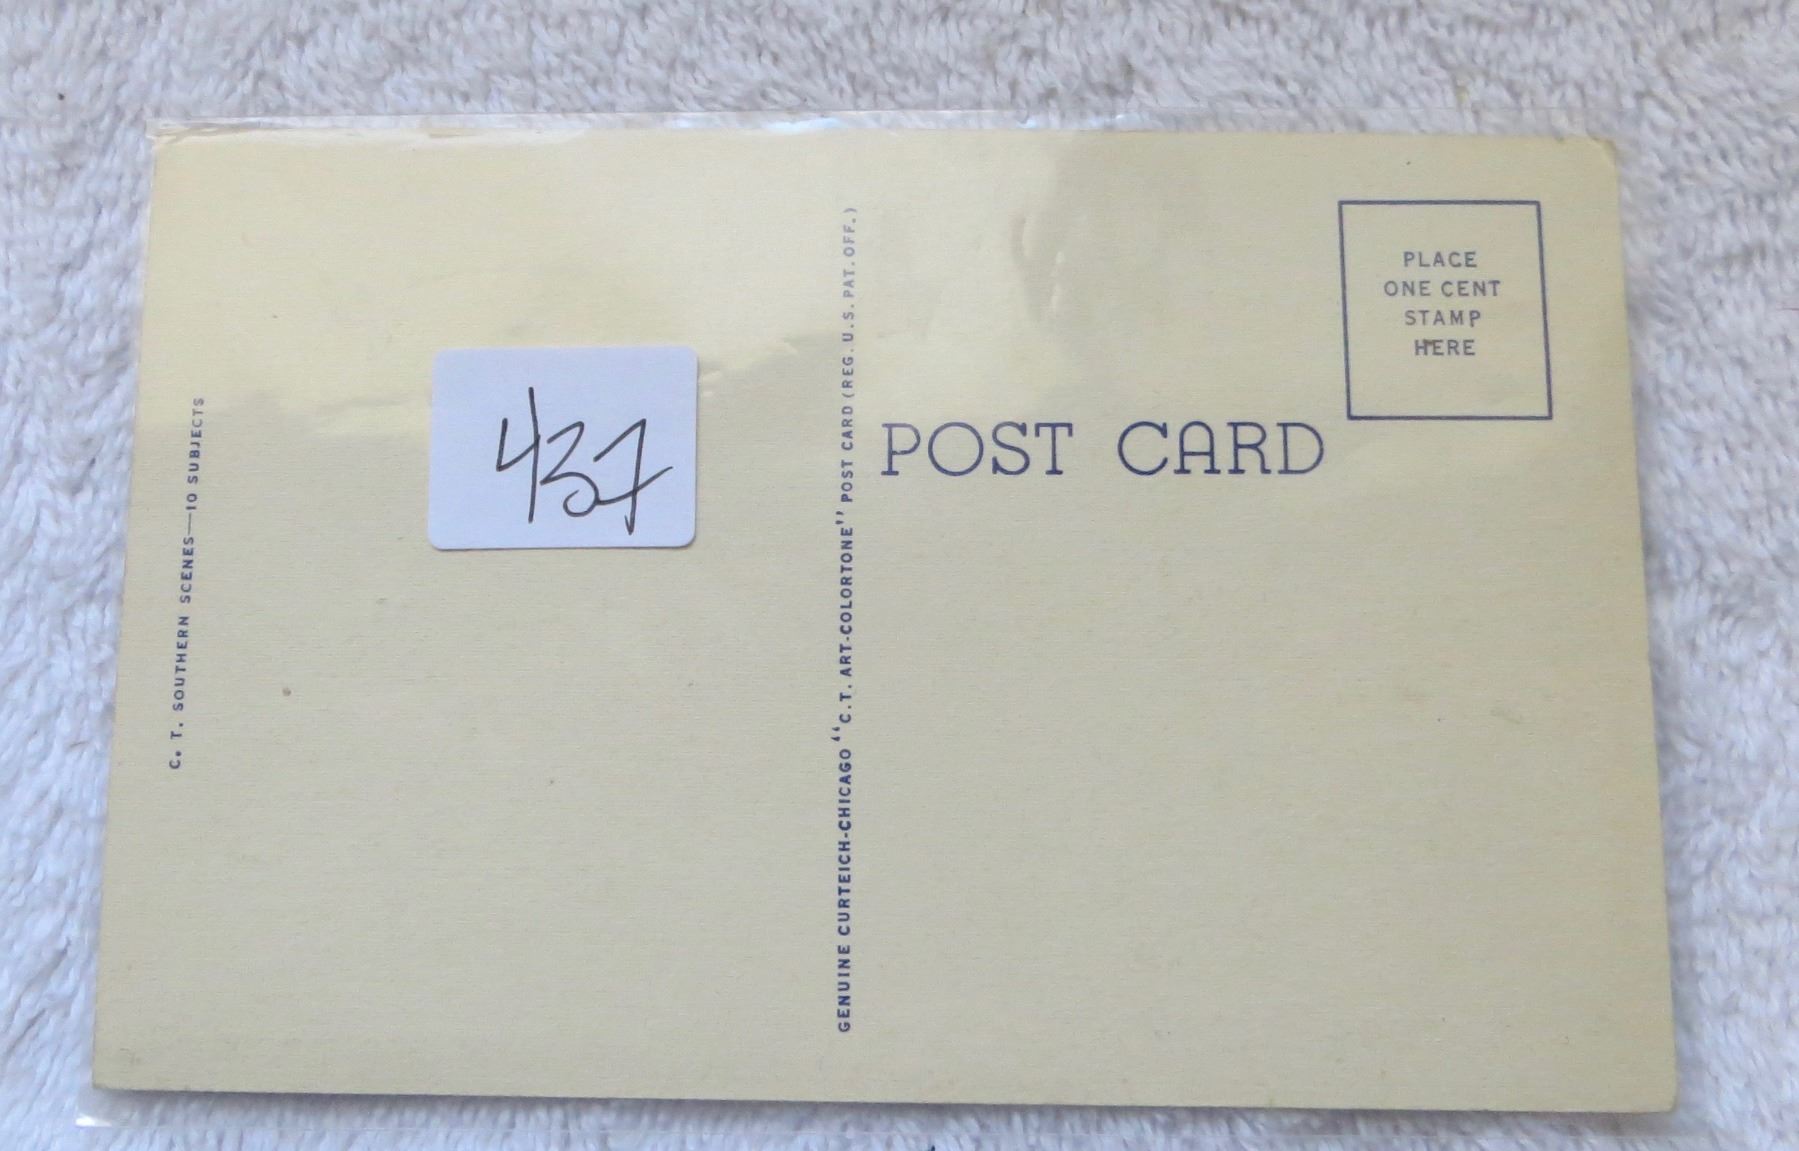 C. T. SOUTHERN SCENES—10 SUBJECTS
437
GENUINE CURTEICH-CHICAGO "C.T. ART-COLORTONE" POST CARD (REG. U.S. PAT. OFF.)
POST CARD
PLACE
ONE CENT
STAMP
HERE